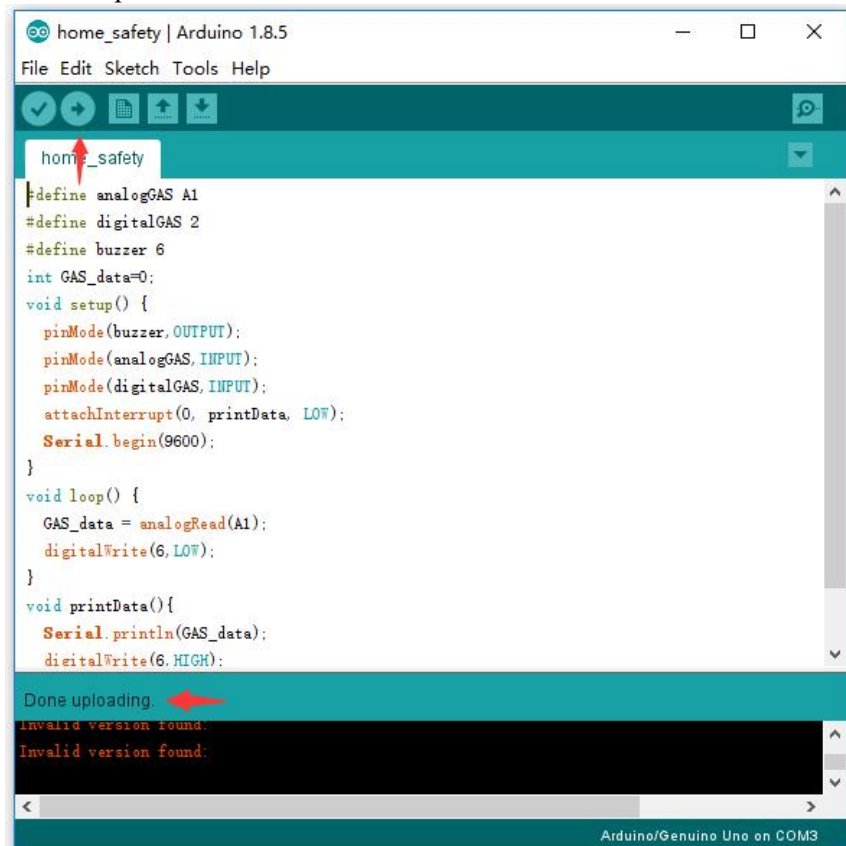 home_safety | Arduino 1.8.5
File Edit Sketch Tools Help
home_safety
#define analogGAS A1
#define digitalGAS 2
#define buzzer 6
int GAS_data=0;
void setup() {
  pinMode(buzzer,OUTPUT);
  pinMode(analogGAS,INPUT);
  pinMode(digitalGAS,INPUT);
  attachInterrupt(0, printData, LOW);
  Serial.begin(9600);
}
void loop() {
  GAS_data = analogRead(A1);
  digitalWrite(6,LOW);
}
void printData(){
  Serial.println(GAS_data);
  digitalWrite(6,HIGH);
Done uploading.
Invalid version found:
Invalid version found:
Arduino/Genuino Uno on COM3